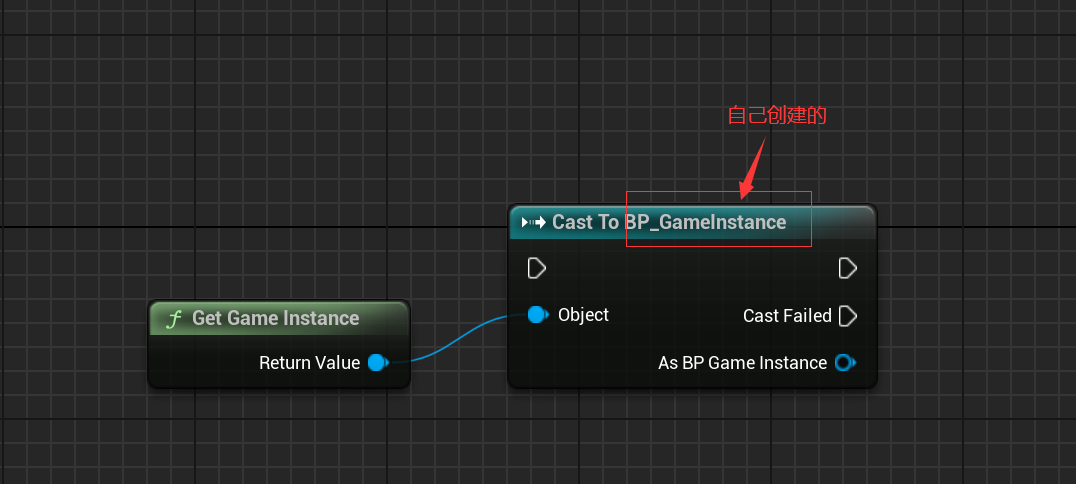 自己创建的
Cast To BP_GameInstance
Object
Cast Failed
As BP Game Instance
f Get Game Instance
Return Value